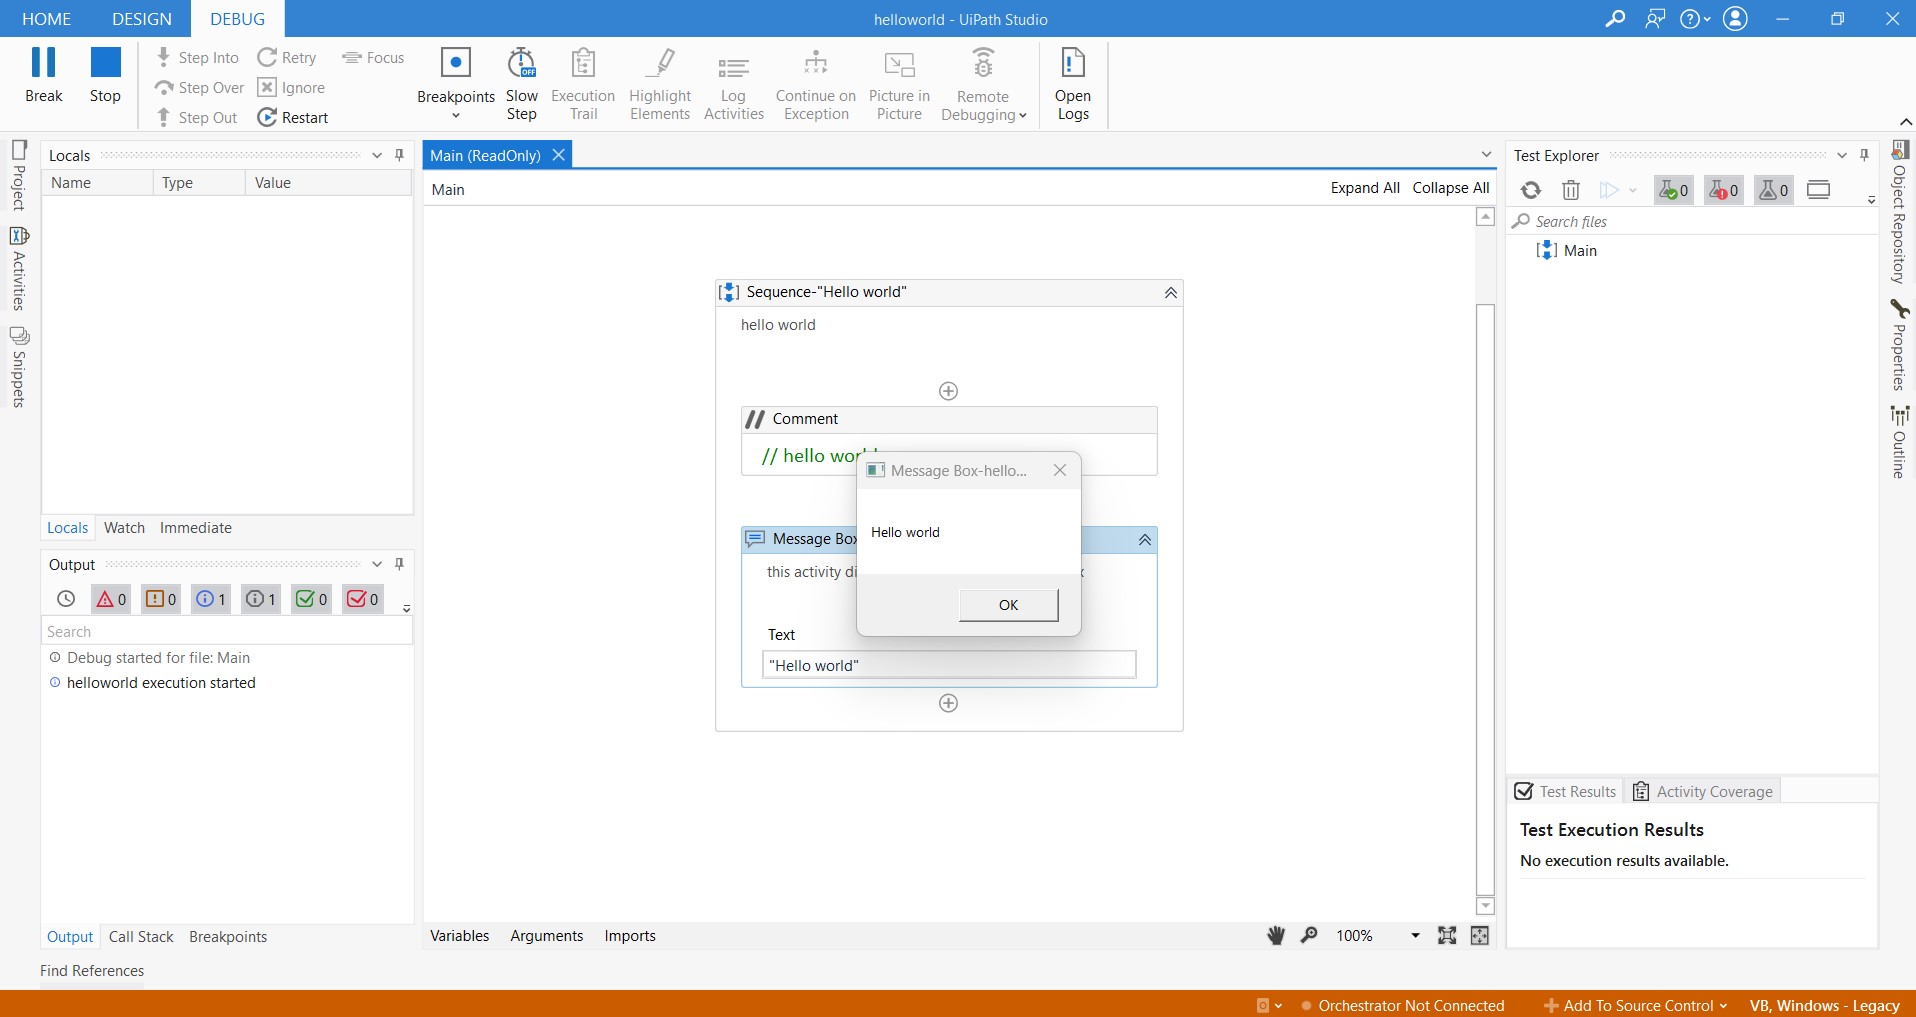 HOME DESIGN DEBUG
helloworld - UiPath Studio
Break
Stop
Step Into
Step Over
Step Out
Retry
Ignore
Restart
Focus
Breakpoints
Slow
Step
OFF
Execution
Trail
Highlight
Elements
Log
Activities
Continue on
Exception
Picture in
Picture
Remote
Debugging
Open
Logs
Project
Activities
Snippets
Locals
Name Type Value
Locals Watch Immediate
Output
0 0 1 1 0 0
Search
Debug started for file: Main
helloworld execution started
Output Call Stack Breakpoints
Find References
Main (ReadOnly)
Main
Expand All Collapse All
Sequence-"Hello world"
hello world
Comment
// hello
Message Box
this activity
Text
"Hello world"
Message Box-hello...
Hello world
OK
Variables Arguments Imports
100%
Test Explorer
0 0 0
Search files
Main
Test Results Activity Coverage
Test Execution Results
No execution results available.
Object Repository
Properties
Outline
Orchestrator Not Connected
Add To Source Control
VB, Windows - Legacy